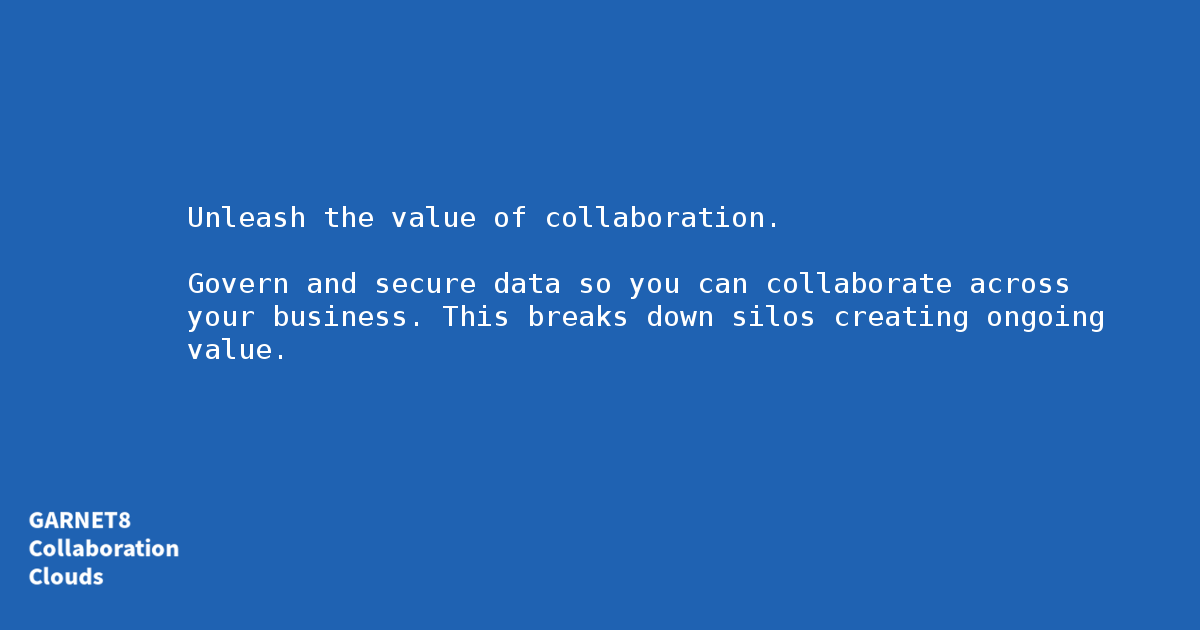 Unleash the value of collaboration.
Govern and secure data so you can collaborate across
your business. This breaks down silos creating ongoing
value.
GARNET8
Collaboration
Clouds